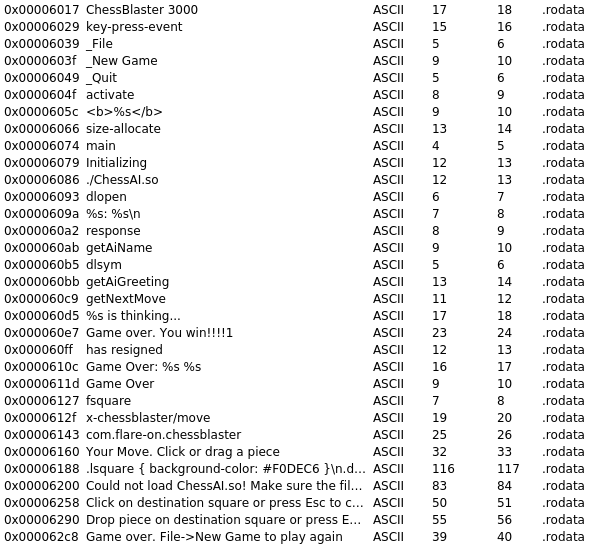 0x00006017 ChessBlaster 3000 ASCII 17 18 .rodata
0x00006029 key-press-event ASCII 15 16 .rodata
0x00006039 _File ASCII 5 6 .rodata
0x0000603f _New Game ASCII 9 10 .rodata
0x00006049 _Quit ASCII 5 6 .rodata
0x0000604f activate ASCII 8 9 .rodata
0x0000605c <b>%s</b> ASCII 9 10 .rodata
0x00006066 size-allocate ASCII 13 14 .rodata
0x00006074 main ASCII 4 5 .rodata
0x00006079 Initializing ASCII 12 13 .rodata
0x00006086 ./ChessAI.so ASCII 12 13 .rodata
0x00006093 dlopen ASCII 6 7 .rodata
0x0000609a %s: %s\n ASCII 7 8 .rodata
0x000060a2 response ASCII 8 9 .rodata
0x000060ab getAiName ASCII 9 10 .rodata
0x000060b5 dlsym ASCII 5 6 .rodata
0x000060bb getAiGreeting ASCII 13 14 .rodata
0x000060c9 getNextMove ASCII 11 12 .rodata
0x000060d5 %s is thinking... ASCII 17 18 .rodata
0x000060e7 Game over. You win!!!!1 ASCII 23 24 .rodata
0x000060ff has resigned ASCII 12 13 .rodata
0x0000610c Game Over: %s %s ASCII 16 17 .rodata
0x0000611d Game Over ASCII 9 10 .rodata
0x00006127 fsquare ASCII 7 8 .rodata
0x0000612f x-chessblaster/move ASCII 19 20 .rodata
0x00006143 com.flare-on.chessblaster ASCII 25 26 .rodata
0x00006160 Your Move. Click or drag a piece ASCII 32 33 .rodata
0x00006188 .lsquare { background-color: #F0DEC6 }\n.d... ASCII 116 117 .rodata
0x00006200 Could not load ChessAI.so! Make sure the fil... ASCII 83 84 .rodata
0x00006258 Click on destination square or press Esc to c... ASCII 50 51 .rodata
0x00006290 Drop piece on destination square or press E... ASCII 55 56 .rodata
0x000062c8 Game over. File->New Game to play again ASCII 39 40 .rodata